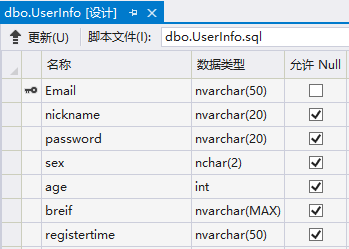 dbo.UserInfo [设计]
更新(U) 脚本文件(I): dbo.UserInfo.sql
名称 数据类型 允许 Null
Email nvarchar(50)
nickname nvarchar(20)
password nvarchar(20)
sex nchar(2)
age int
breif nvarchar(MAX)
registertime nvarchar(50)